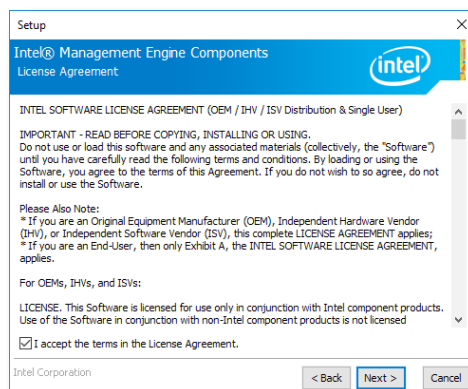 Setup
Intel® Management Engine Components
License Agreement
intel
INTEL SOFTWARE LICENSE AGREEMENT (OEM / IHV / ISV Distribution & Single User)
IMPORTANT - READ BEFORE COPYING, INSTALLING OR USING.
Do not use or load this software and any associated materials (collectively, the "Software")
until you have carefully read the following terms and conditions. By loading or using the
Software, you agree to the terms of this Agreement. If you do not wish to so agree, do not
install or use the Software.
Please Also Note:
* If you are an Original Equipment Manufacturer (OEM), Independent Hardware Vendor
(IHV), or Independent Software Vendor (ISV), this complete LICENSE AGREEMENT applies;
* If you are an End-User, then only Exhibit A, the INTEL SOFTWARE LICENSE AGREEMENT,
applies.
For OEMs, IHVs, and ISVs:
LICENSE. This Software is licensed for use only in conjunction with Intel component products.
Use of the Software in conjunction with non-Intel component products is not licensed
I accept the terms in the License Agreement.
Intel Corporation
< Back
Next >
Cancel